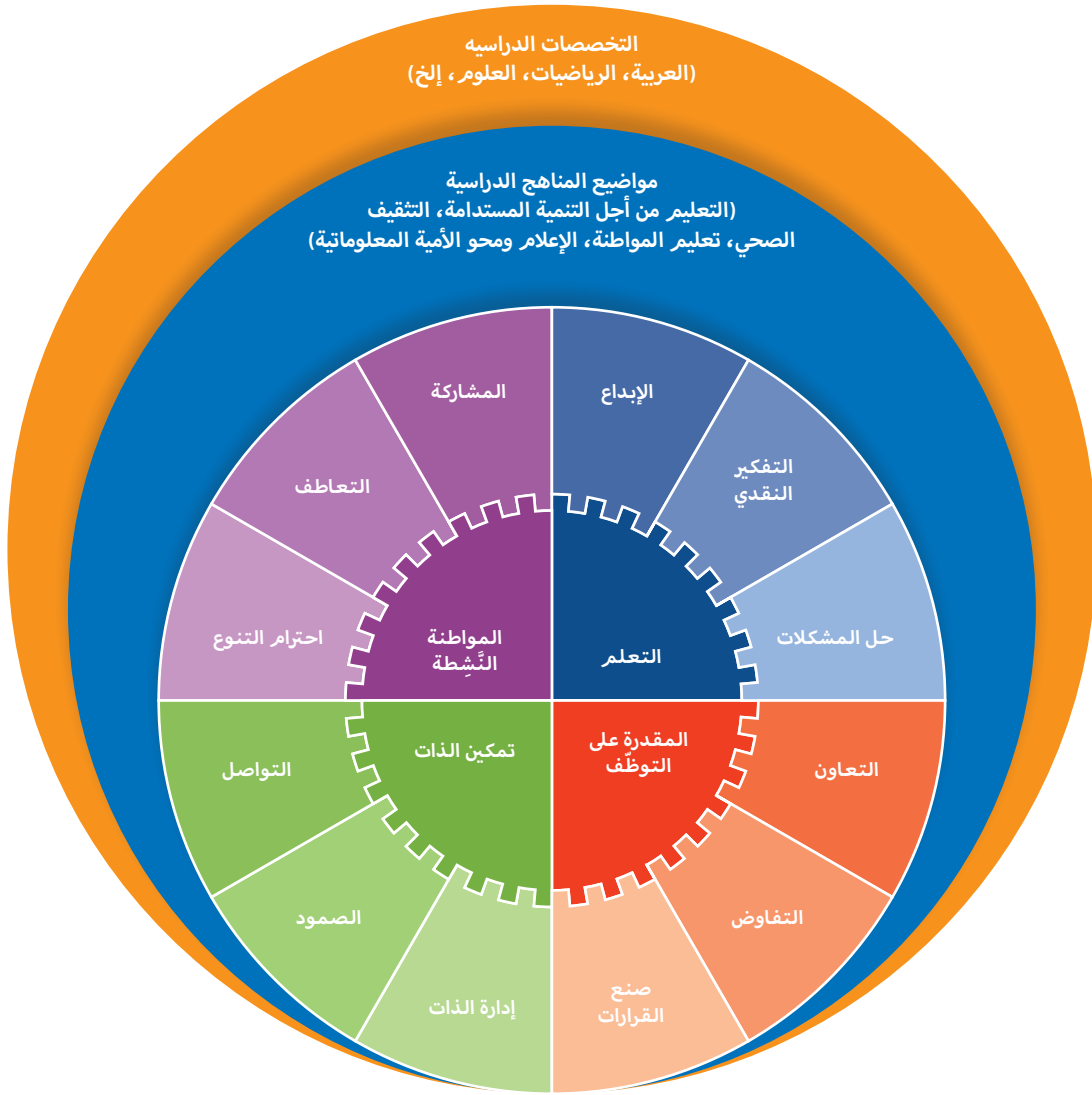 التخصصات الدراسيه
(العربية، الرياضيات، العلوم، إلخ)
مواضيع المناهج الدراسية
(التعليم من أجل التنمية المستدامة، التثقيف
الصحي، تعليم المواطنة، الإعلام ومحو الأمية المعلوماتية)
الإبداع
التفكير
النقدي
حل المشكلات
التعلم
المشاركة
التعاطف
احترام التنوع
المواطنة
النَّشِطة
المقدرة على
التوظّف
التعاون
التفاوض
صنع
القرارات
تمكين الذات
التواصل
الصمود
إدارة الذات